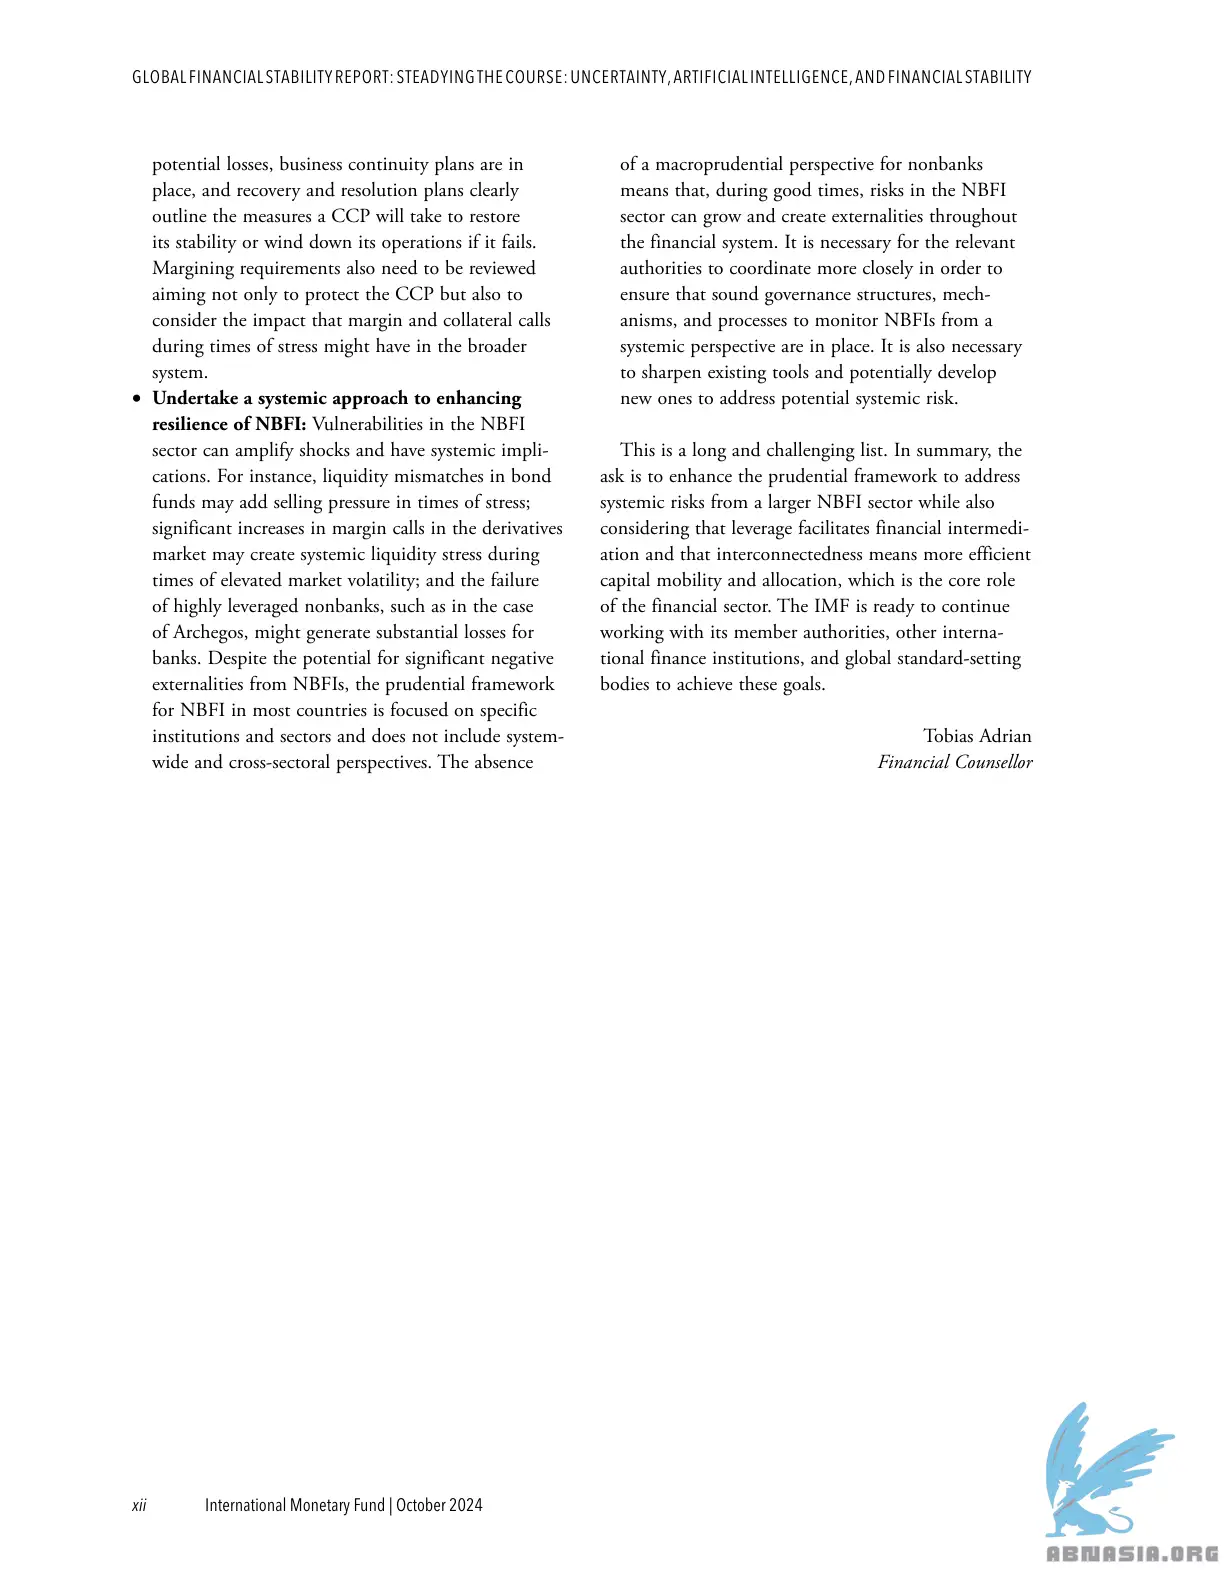 GLOBAL FINANCIAL STABILITY REPORT: STEADYING THE COURSE: UNCERTAINTY, ARTIFICIAL INTELLIGENCE, AND FINANCIAL STABILITY
potential losses, business continuity plans are in
place, and recovery and resolution plans clearly
outline the measures a CCP will take to restore
its stability or wind down its operations if it fails.
Margining requirements also need to be reviewed
aiming not only to protect the CCP but also to
consider the impact that margin and collateral calls
during times of stress might have in the broader
system.
• Undertake a systemic approach to enhancing
resilience of NBFI: Vulnerabilities in the NBFI
sector can amplify shocks and have systemic impli-
cations. For instance, liquidity mismatches in bond
funds may add selling pressure in times of stress;
significant increases in margin calls in the derivatives
market may create systemic liquidity stress during
times of elevated market volatility; and the failure
of highly leveraged nonbanks, such as in the case
of Archegos, might generate substantial losses for
banks. Despite the potential for significant negative
externalities from NBFIs, the prudential framework
for NBFI in most countries is focused on specific
institutions and sectors and does not include system-
wide and cross-sectoral perspectives. The absence
of a macroprudential perspective for nonbanks
means that, during good times, risks in the NBFI
sector can grow and create externalities throughout
the financial system. It is necessary for the relevant
authorities to coordinate more closely in order to
ensure that sound governance structures, mech-
anisms, and processes to monitor NBFIs from a
systemic perspective are in place. It is also necessary
to sharpen existing tools and potentially develop
new ones to address potential systemic risk.
This is a long and challenging list. In summary, the
ask is to enhance the prudential framework to address
systemic risks from a larger NBFI sector while also
considering that leverage facilitates financial intermedi-
ation and that interconnectedness means more efficient
capital mobility and allocation, which is the core role
of the financial sector. The IMF is ready to continue
working with its member authorities, other interna-
tional finance institutions, and global standard-setting
bodies to achieve these goals.
Tobias Adrian
Financial Counsellor
xii International Monetary Fund | October 2024
ABNASIA.ORG